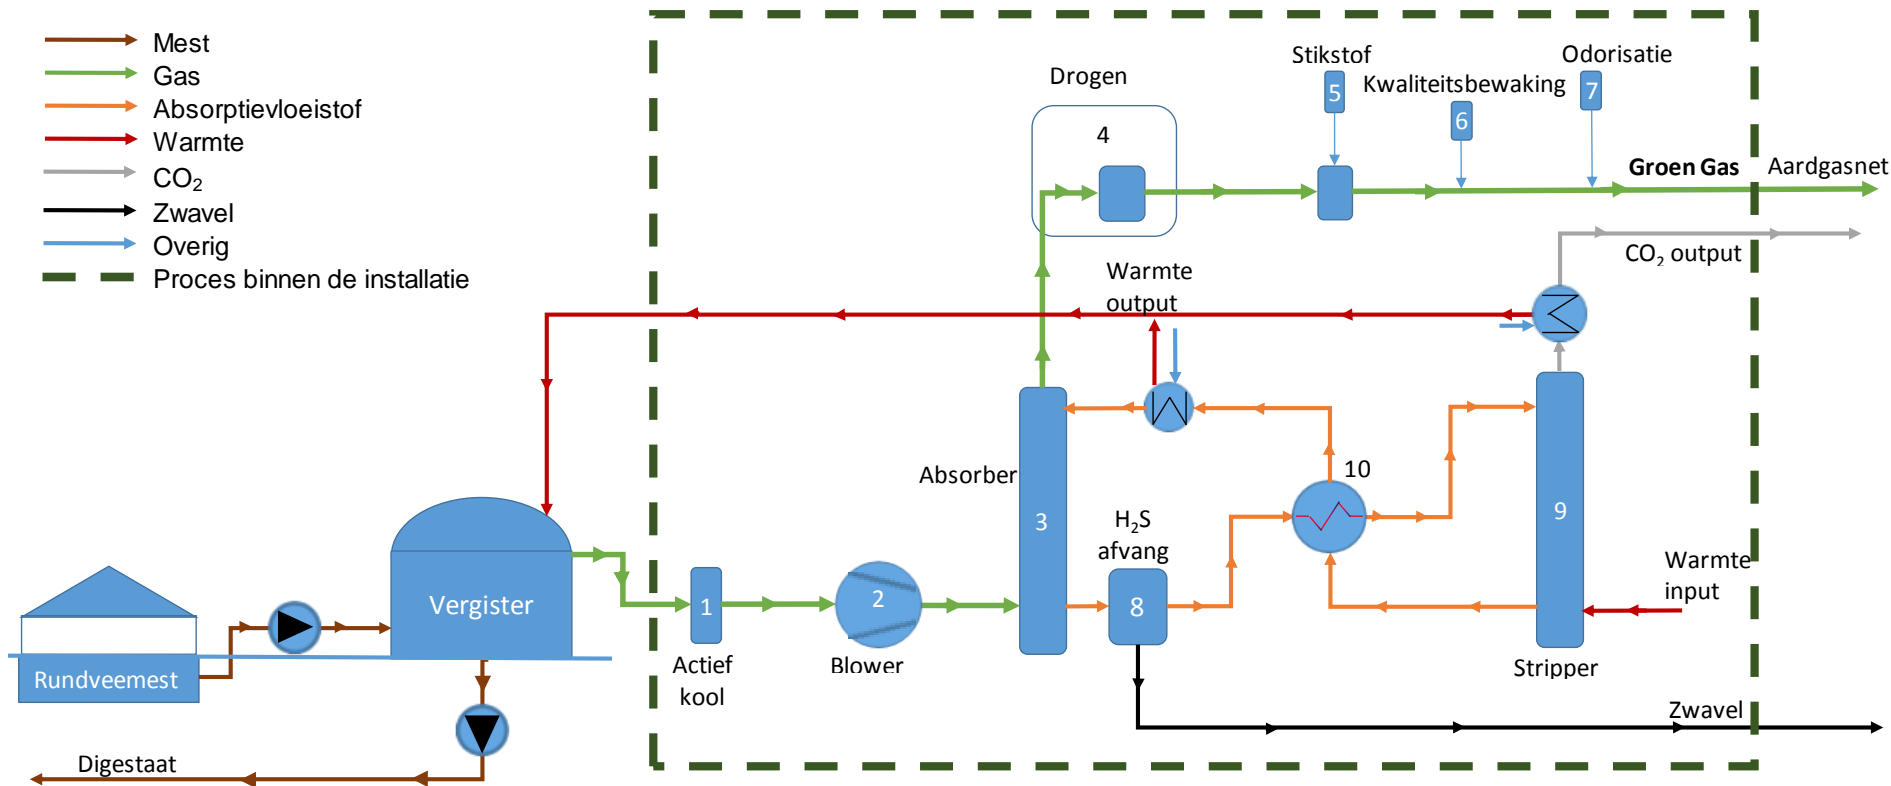 Mest
Gas
Absorptievloeistof
Warmte
CO₂
Zwavel
Overig
Proces binnen de installatie
Drogen
4
Stikstof
5
Kwaliteitsbewaking
6
Odorisatie
7
Groen Gas
Aardgasnet
CO₂ output
Warmte
output
Absorber
3
H₂S
afvang
8
10
9
Stripper
Warmte
input
Zwavel
Rundveemest
Vergister
1
Actief
kool
2
Blower
Digestaat